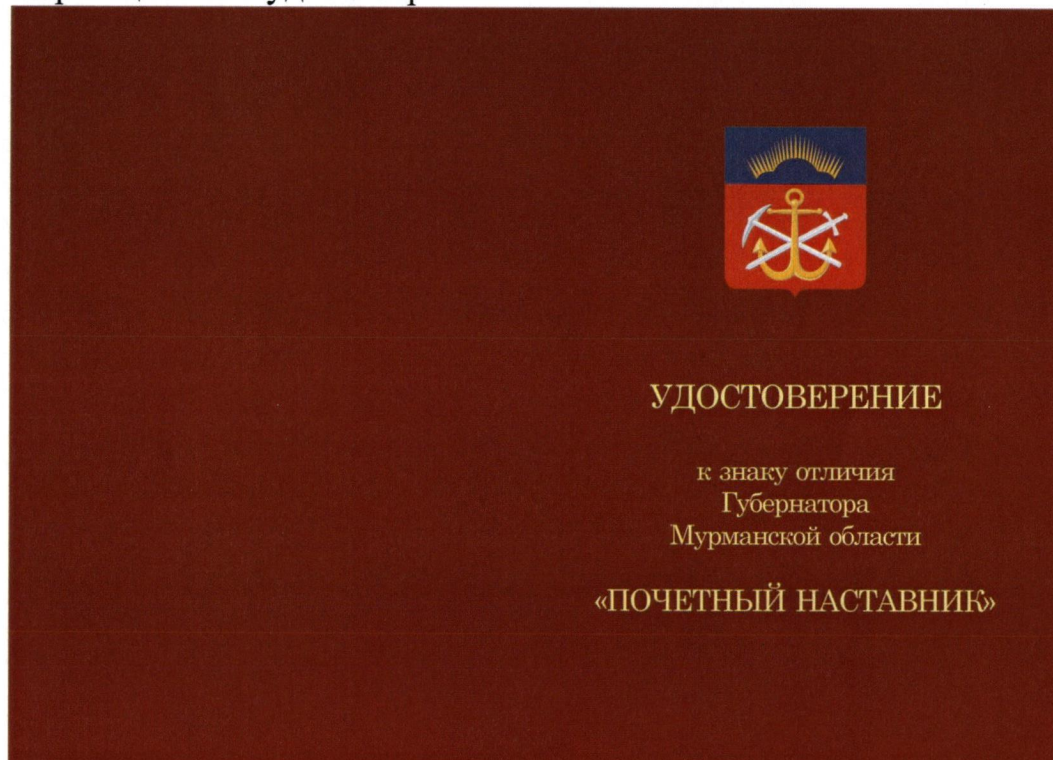 УДОСТОВЕРЕНИЕ
к знаку отличия
Губернатора
Мурманской области
«ПОЧЕТНЫЙ НАСТАВНИК»